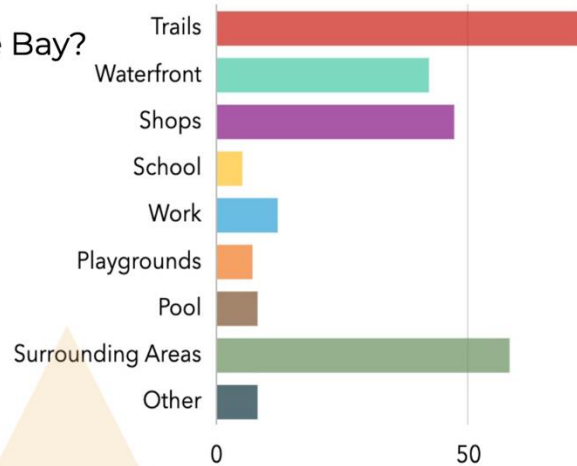 Bay?
Trails
Waterfront
Shops
School
Work
Playgrounds
Pool
Surrounding Areas
Other
0 50